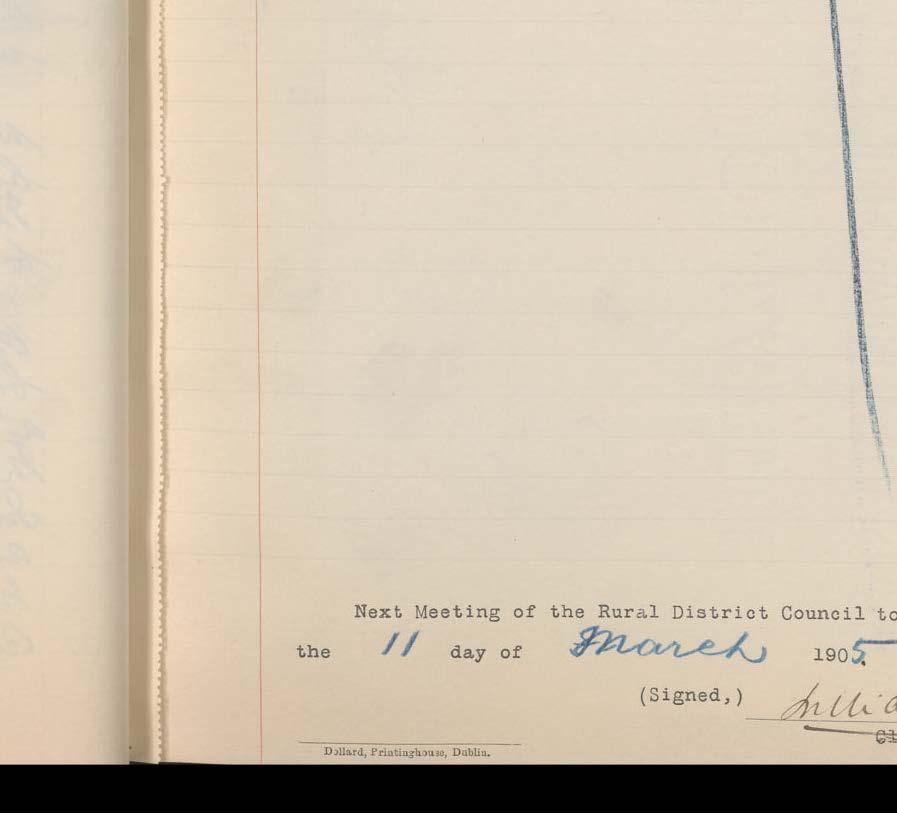 Next Meeting of the Rural District Council to
the 11 day of March 1905.
(Signed,)
Dollard, Printinghouse, Dublin.